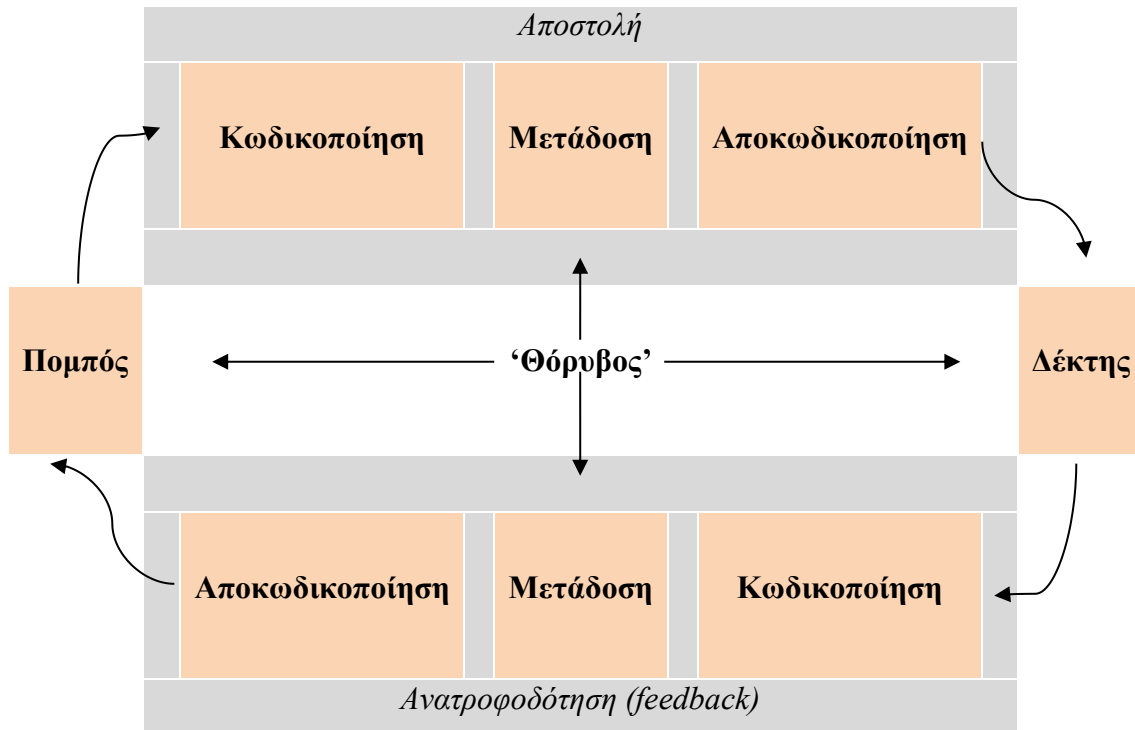 Αποστολή
Κωδικοποίηση
Μετάδοση
Αποκωδικοποίηση
Πομπός
‘Θόρυβος’
Δέκτης
Αποκωδικοποίηση
Μετάδοση
Κωδικοποίηση
Ανατροφοδότηση (feedback)